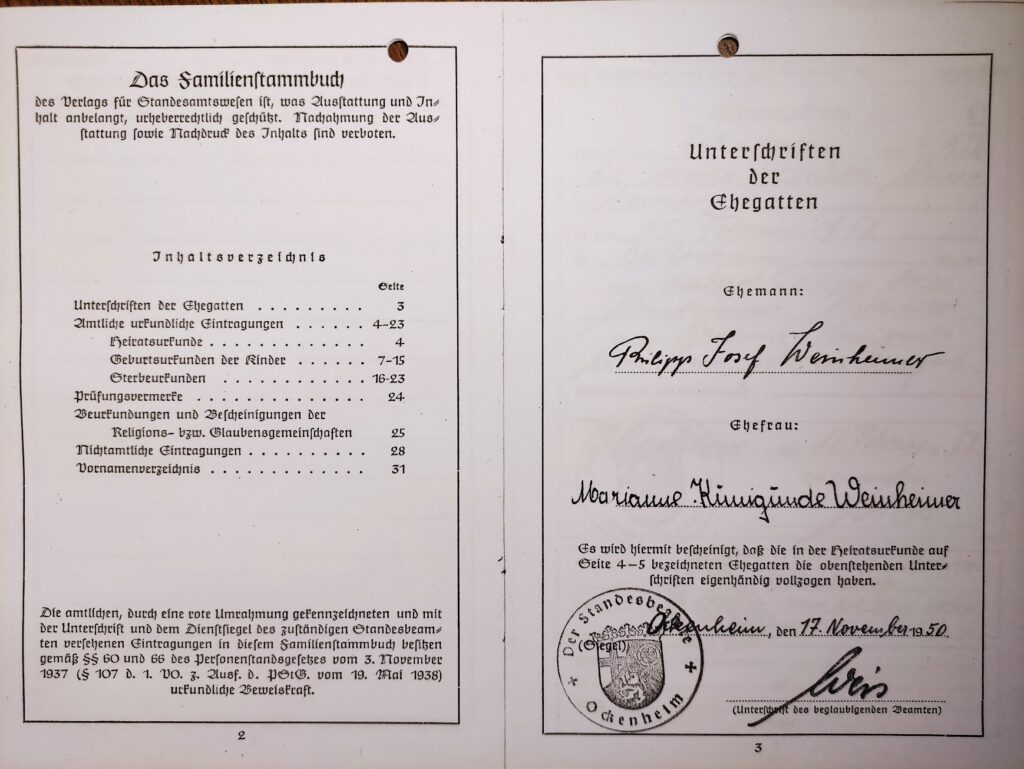 Das Familienstammbuch
des Verlags für Standesamtswesen ist, was Ausstattung und In-
halt anbelangt, urheberrechtlich geschützt. Nachahmung der Aus-
stattung sowie Nachdruck des Inhalts sind verboten.
Inhaltsverzeichnis
Seite
Unterschriften der Ehegatten . . . . . . . . . 3
Amtliche urkundliche Eintragungen . . . . . . 4-23
Heiratsurkunde . . . . . . . . . . . . . 4
Geburtsurkunden der Kinder . . . . . . . 7-15
Sterbeurkunden . . . . . . . . . . . . 16-23
Prüfungsvermerke . . . . . . . . . . . . . . 24
Beurkundungen und Bescheinigungen der
Religions- bzw. Glaubensgemeinschaften 25
Nichtamtliche Eintragungen . . . . . . . . . . 28
Vornamenverzeichnis . . . . . . . . . . . . . 31
Die amtlichen, durch eine rote Umrahmung gekennzeichneten und mit
der Unterschrift und dem Dienstsiegel des zuständigen Standesbeam-
ten versehenen Eintragungen in diesem Familienstammbuch besitzen
gemäß §§ 60 und 66 des Personenstandsgesetzes vom 3. November
1937 (§ 107 d. 1. VO. z. Ausf. d. PStG. vom 19. Mai 1938)
urkundliche Beweiskraft.
2
Unterschriften
der
Ehegatten
Ehemann:
Philipp Josef Weinheimer
Ehefrau:
Marianne Künigünde Weinheimer
Es wird hiermit bescheinigt, daß die in der Heiratsurkunde auf
Seite 4-5 bezeichneten Ehegatten die obenstehenden Unter-
schriften eigenhändig vollzogen haben.
Ockenheim, den 17. November 1950.
(Siegel)
Der Standesbeamte
Ockenheim
Weis
(Unterschrift des beglaubigenden Beamten)
3